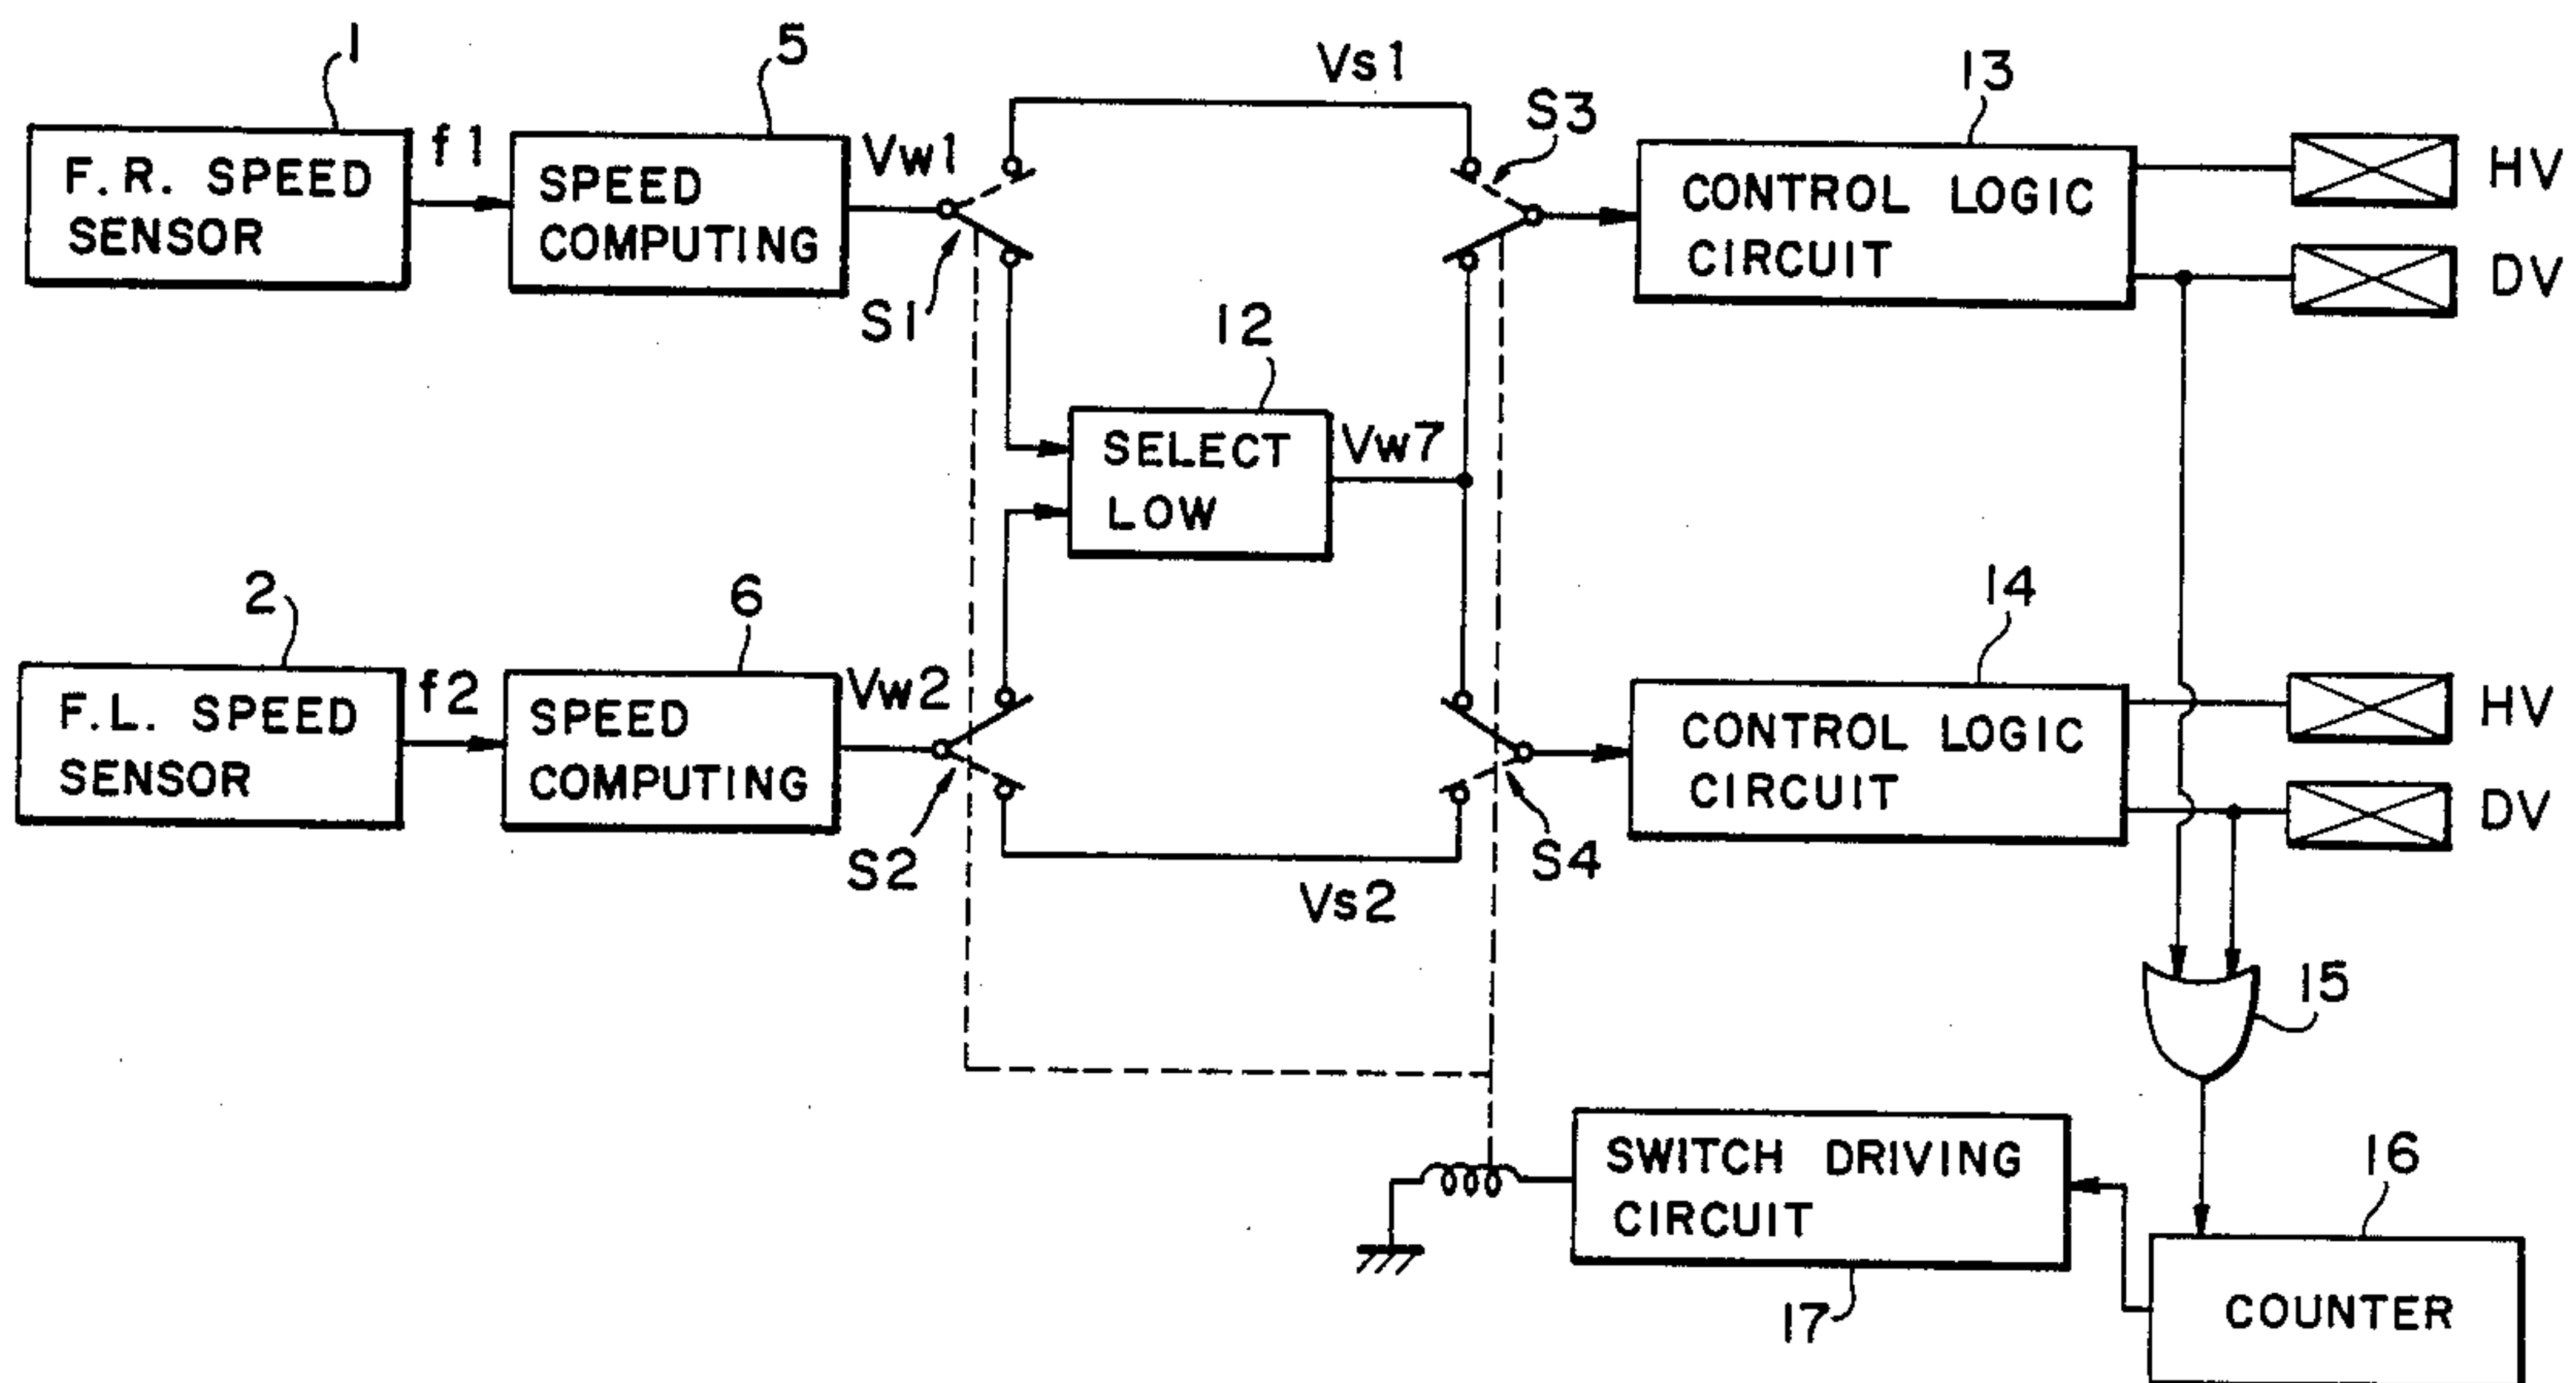 1
5
Vs1
13
F.R. SPEED
SENSOR
f1
SPEED
COMPUTING
Vw1
S3
CONTROL LOGIC
CIRCUIT
HV
DV
S1
12
SELECT
LOW
Vw7
2
6
14
F.L. SPEED
SENSOR
f2
SPEED
COMPUTING
Vw2
CONTROL LOGIC
CIRCUIT
HV
DV
S2
S4
Vs2
15
SWITCH DRIVING
CIRCUIT
16
17
COUNTER